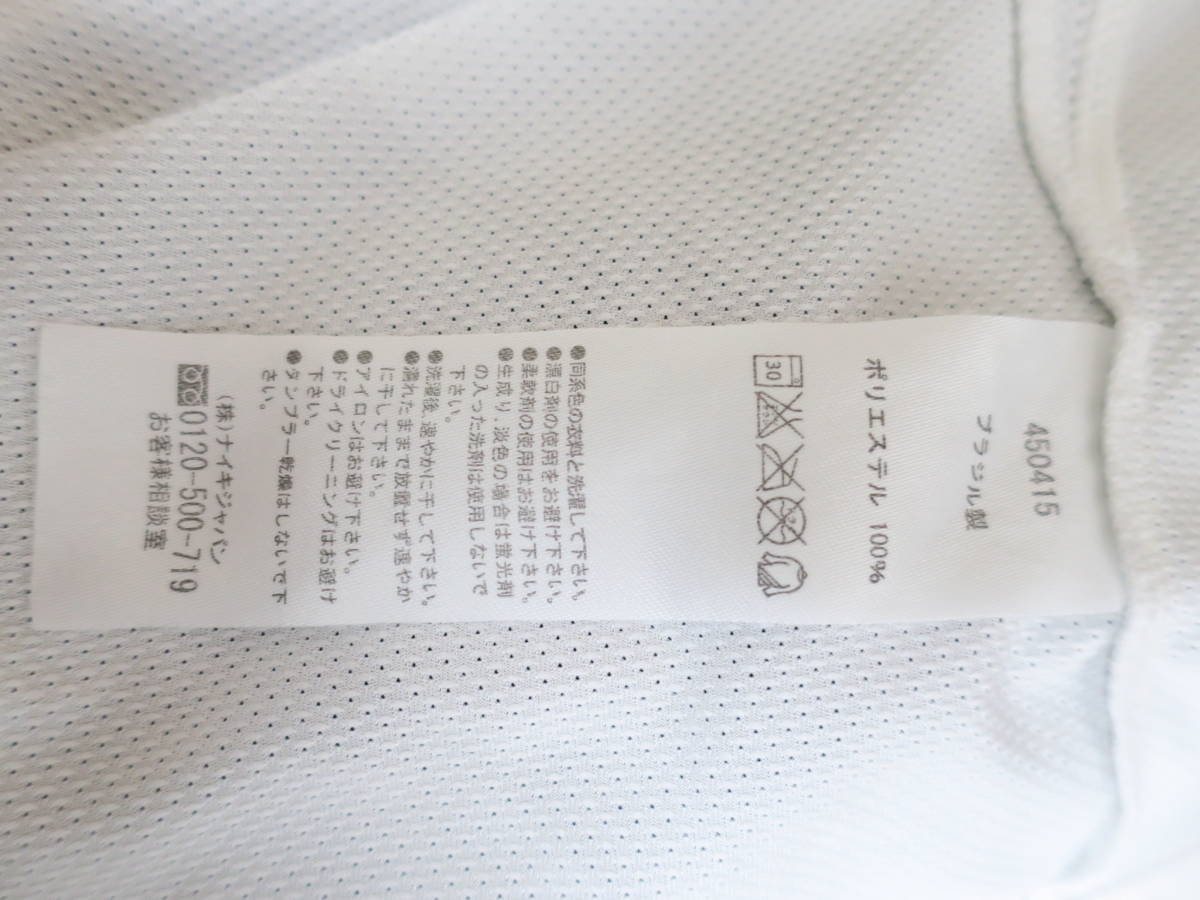 450415
ブラジル製
ポリエステル 100%
30
●同系色の衣料と洗濯して下さい。
●漂白剤の使用をお避け下さい。
●柔軟剤の使用はお避け下さい。
●生成り、淡色の場合は蛍光剤
の入った洗剤は使用しないで
下さい。
●洗濯後、速やかに干して下さい。
●濡れたままで放置せず速やか
に干して下さい。
●アイロンはお避け下さい。
●ドライクリーニングはお避け
下さい。
●タンブラー乾燥はしないで下
さい。
(株)ナイキジャパン
0120-500-719
お客様相談室